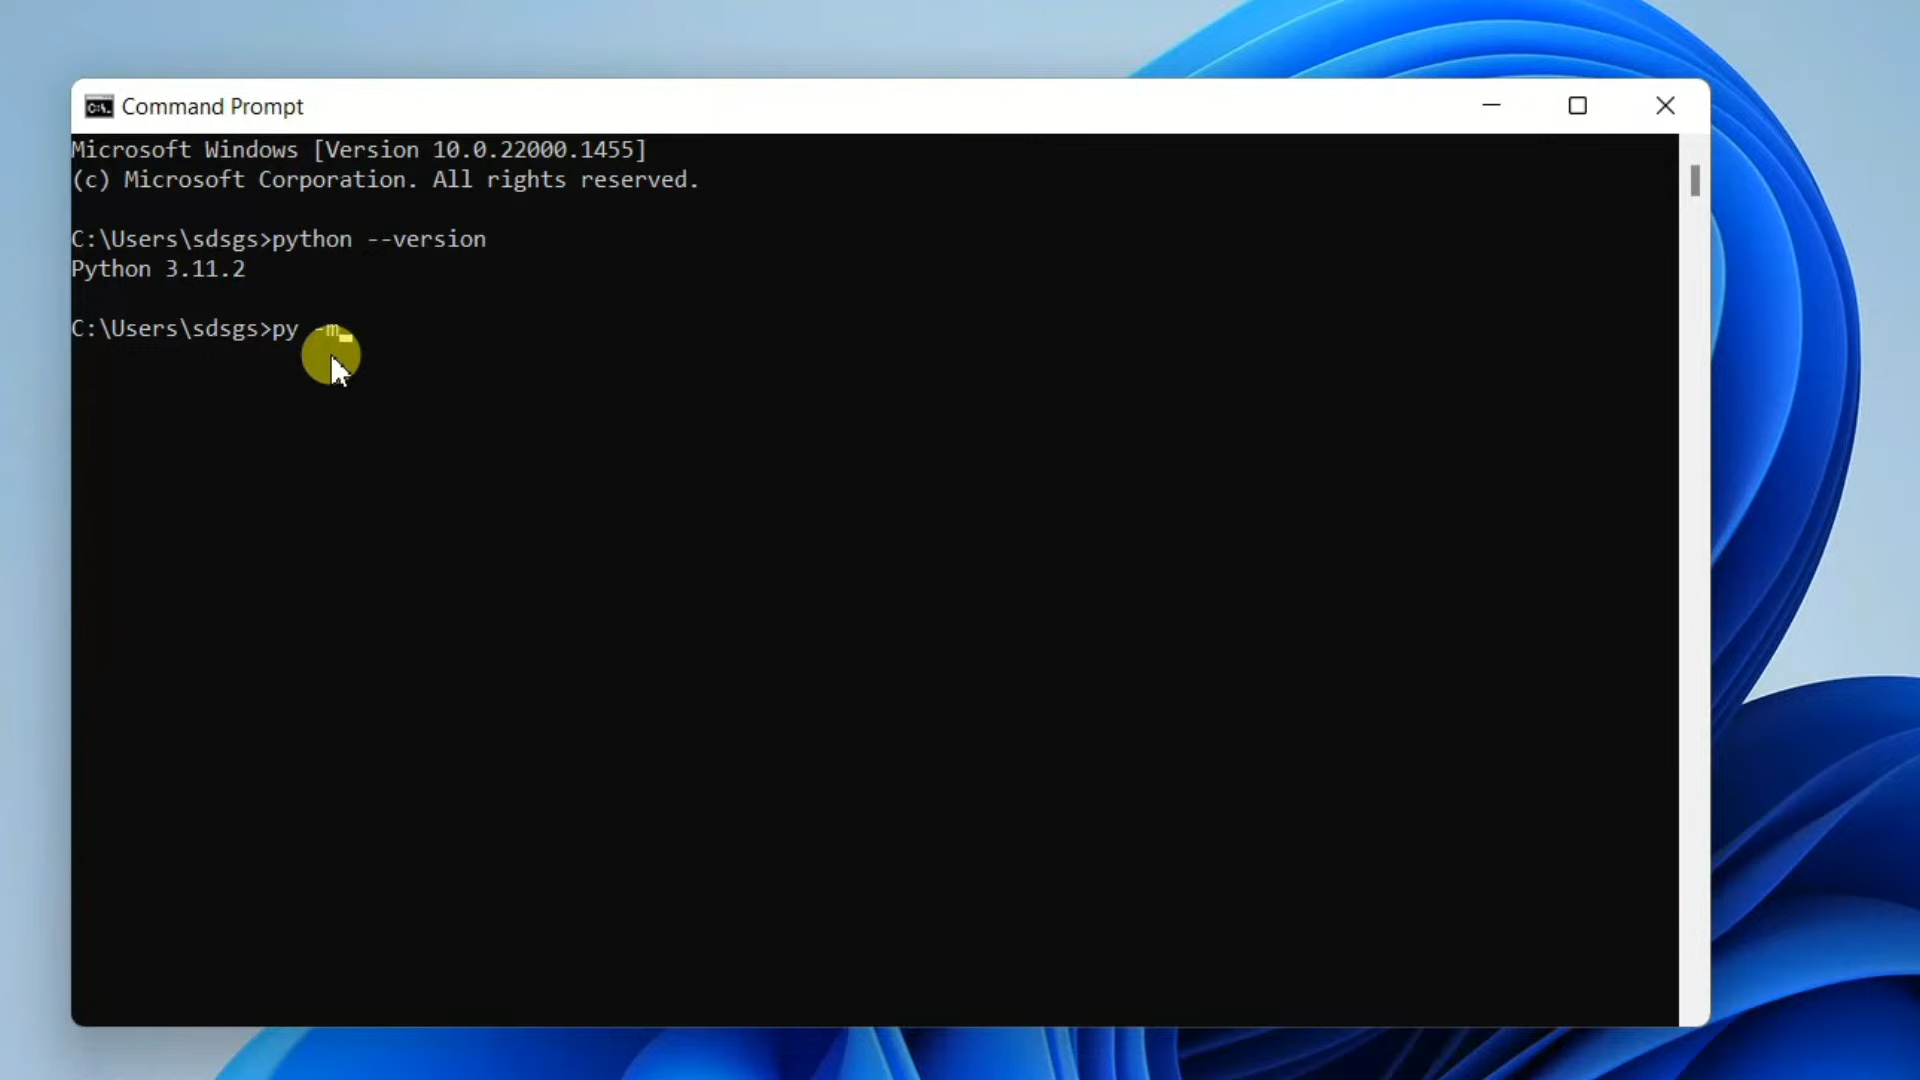 Command Prompt
Microsoft Windows [Version 10.0.22000.1455]
(c) Microsoft Corporation. All rights reserved.
C:\Users\sdsgs>python --version
Python 3.11.2
C:\Users\sdsgs>py -m